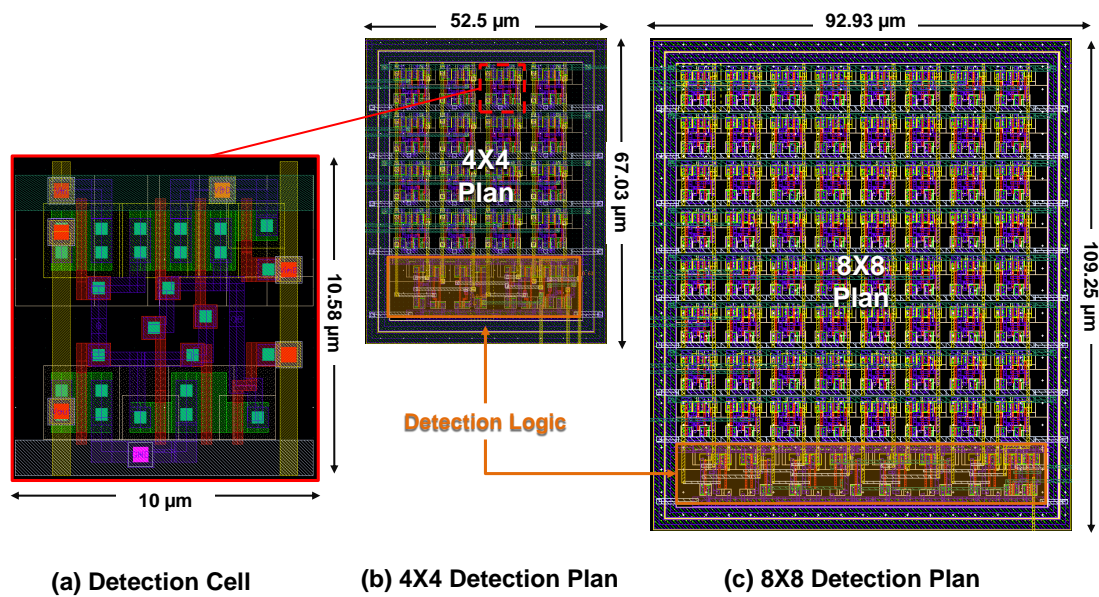 52.5 µm
92.93 µm
4X4
Plan
67.03 µm
8X8
Plan
109.25 µm
10.58 µm
10 µm
Detection Logic
(a) Detection Cell
(b) 4X4 Detection Plan
(c) 8X8 Detection Plan